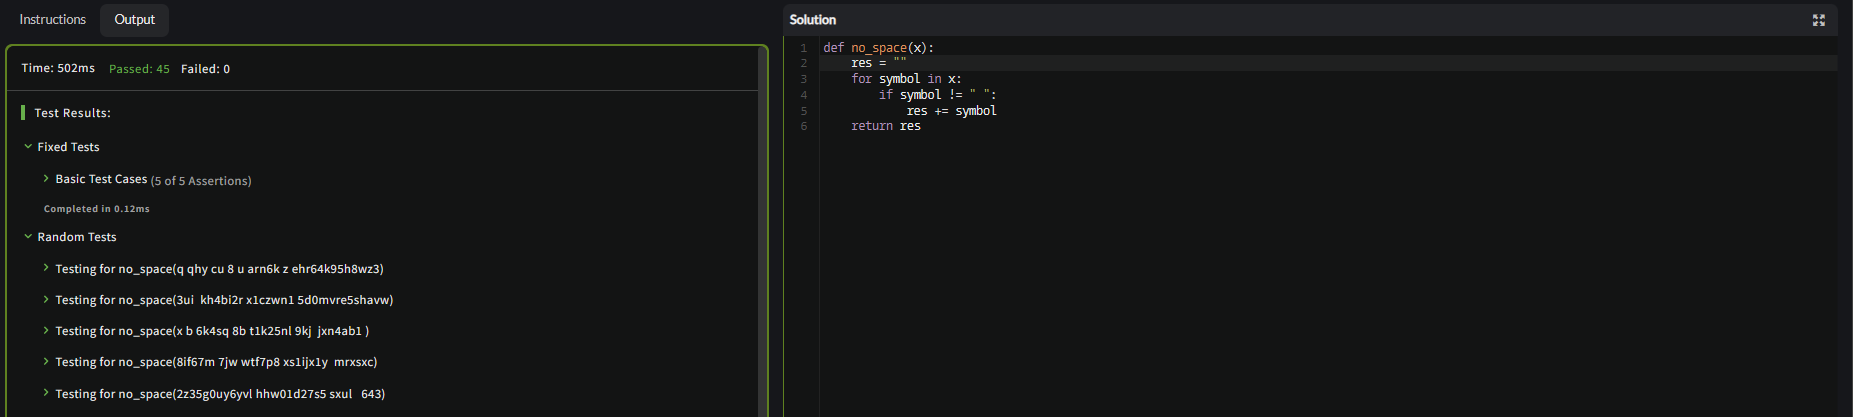 Instructions
Output
Time: 502ms Passed: 45 Failed: 0
Test Results:
Fixed Tests
Basic Test Cases (5 of 5 Assertions)
Completed in 0.12ms
Random Tests
Testing for no_space(q qhy cu 8 u arn6k z ehr64k95h8wz3)
Testing for no_space(3ui  kh4bi2r x1czwn1 5d0mvre5shavw)
Testing for no_space(x b 6k4sq 8b t1k25nl 9kj  jxn4ab1 )
Testing for no_space(8if67m 7jw wtf7p8 xs1ijx1y  mrxsxc)
Testing for no_space(2z35g0uy6yvl hhw01d27s5 sxul   643)
Solution
1 def no_space(x):
2     res = ""
3     for symbol in x:
4         if symbol != " ":
5             res += symbol
6     return res